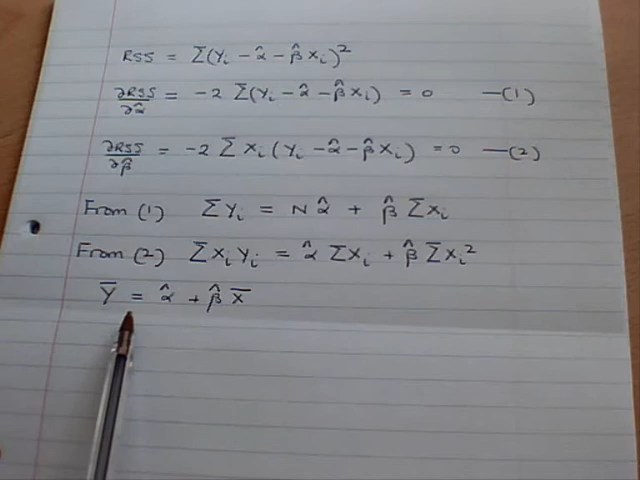 RSS = Σ(Yi - α̂ - β̂ Xi)²
∂RSS/∂α̂ = -2 Σ(Yi - α̂ - β̂Xi) = 0 —(1)
∂RSS/∂β̂ = -2 Σ Xi (Yi - α̂ - β̂ Xi) = 0 —(2)
From (1) ΣYi = Nα̂ + β̂ ΣXi
From (2) ΣXiYi = α̂ ΣXi + β̂ ΣXi²
Ȳ = α̂ + β̂ X̄